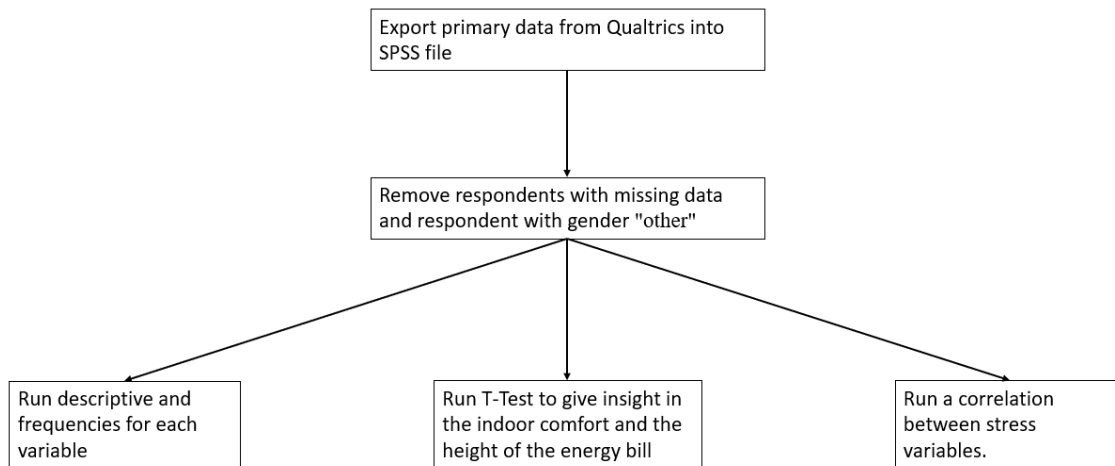 Export primary data from Qualtrics into
SPSS file
Remove respondents with missing data
and respondent with gender "other"
Run descriptive and
frequencies for each
variable
Run T-Test to give insight in
the indoor comfort and the
height of the energy bill
Run a correlation
between stress
variables.